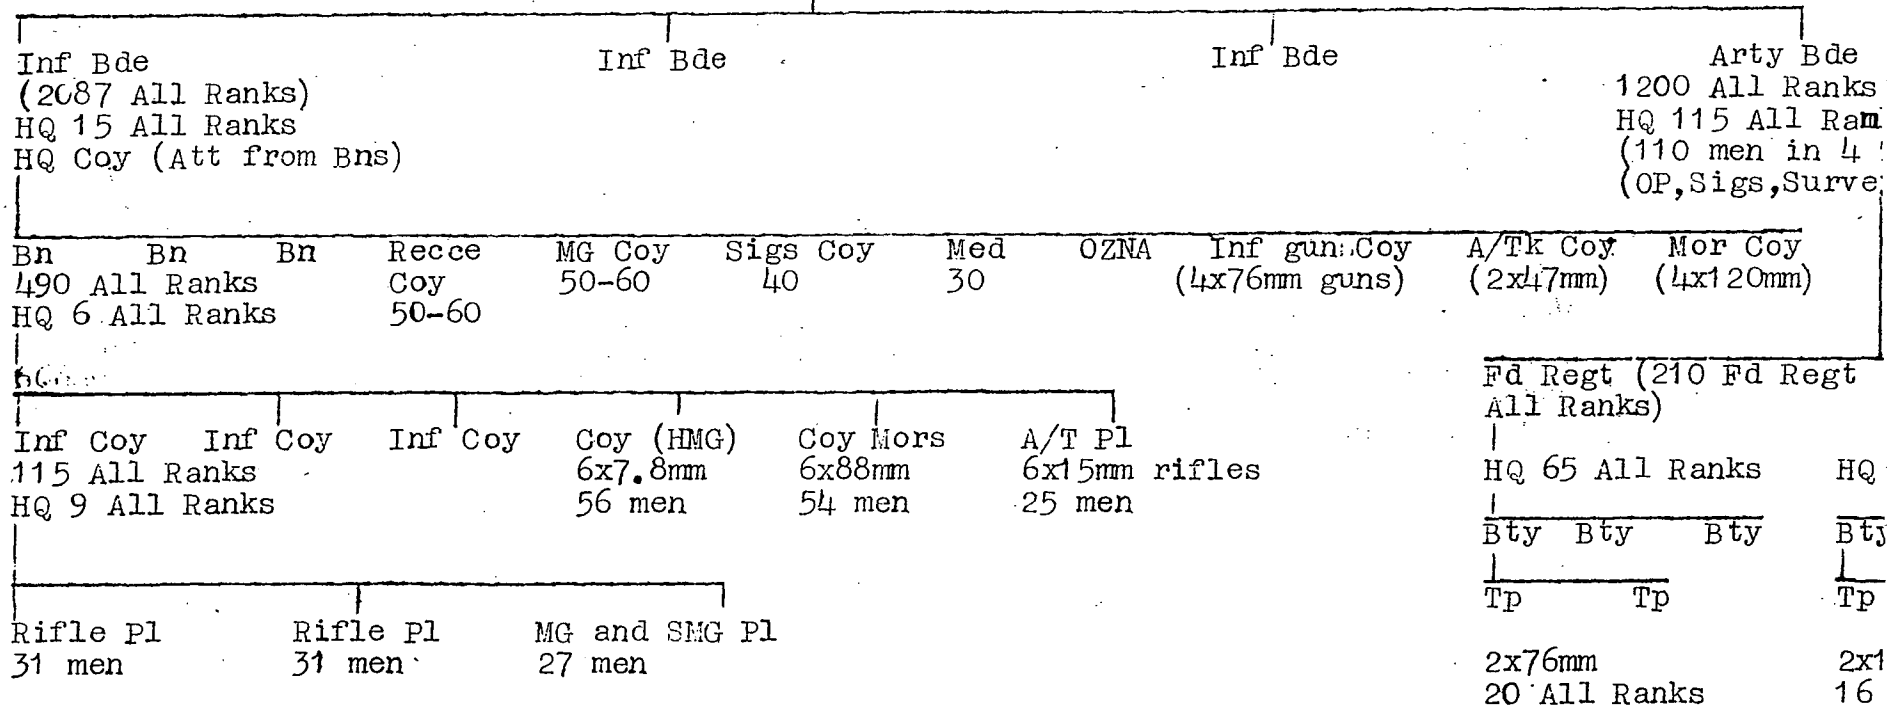 Inf Bde Inf Bde Inf Bde Arty Bde
(2087 All Ranks) 1200 All Ranks
HQ 15 All Ranks HQ 115 All
HQ Coy (Att from Bns) (110 men in 4
(OP,Sigs,
Bn Bn Bn Recce MG Coy Sigs Coy Med OZNA Inf gun Coy A/Tk Coy Mor Coy
490 All Ranks Coy 50-60 40 30 (4x76mm guns) (2x47mm) (4x120mm)
HQ 6 All Ranks 50-60
Fd Regt (210 Fd Regt
All Ranks)
Inf Coy Inf Coy Inf Coy Coy (HMG) Coy Mors A/T Pl
115 All Ranks 6x7.8mm 6x88mm 6x15mm rifles HQ 65 All Ranks HQ
HQ 9 All Ranks 56 men 54 men 25 men
Bty Bty Bty Bty
Tp Tp Tp
Rifle Pl Rifle Pl MG and SMG Pl
31 men 31 men 27 men 2x76mm
20 All Ranks 16